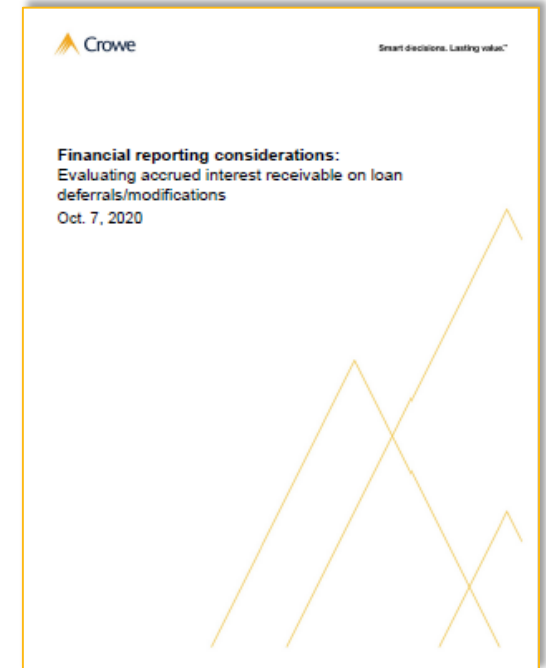 Crowe
Smart decisions. Lasting value.™
Financial reporting considerations:
Evaluating accrued interest receivable on loan
deferrals/modifications
Oct. 7, 2020